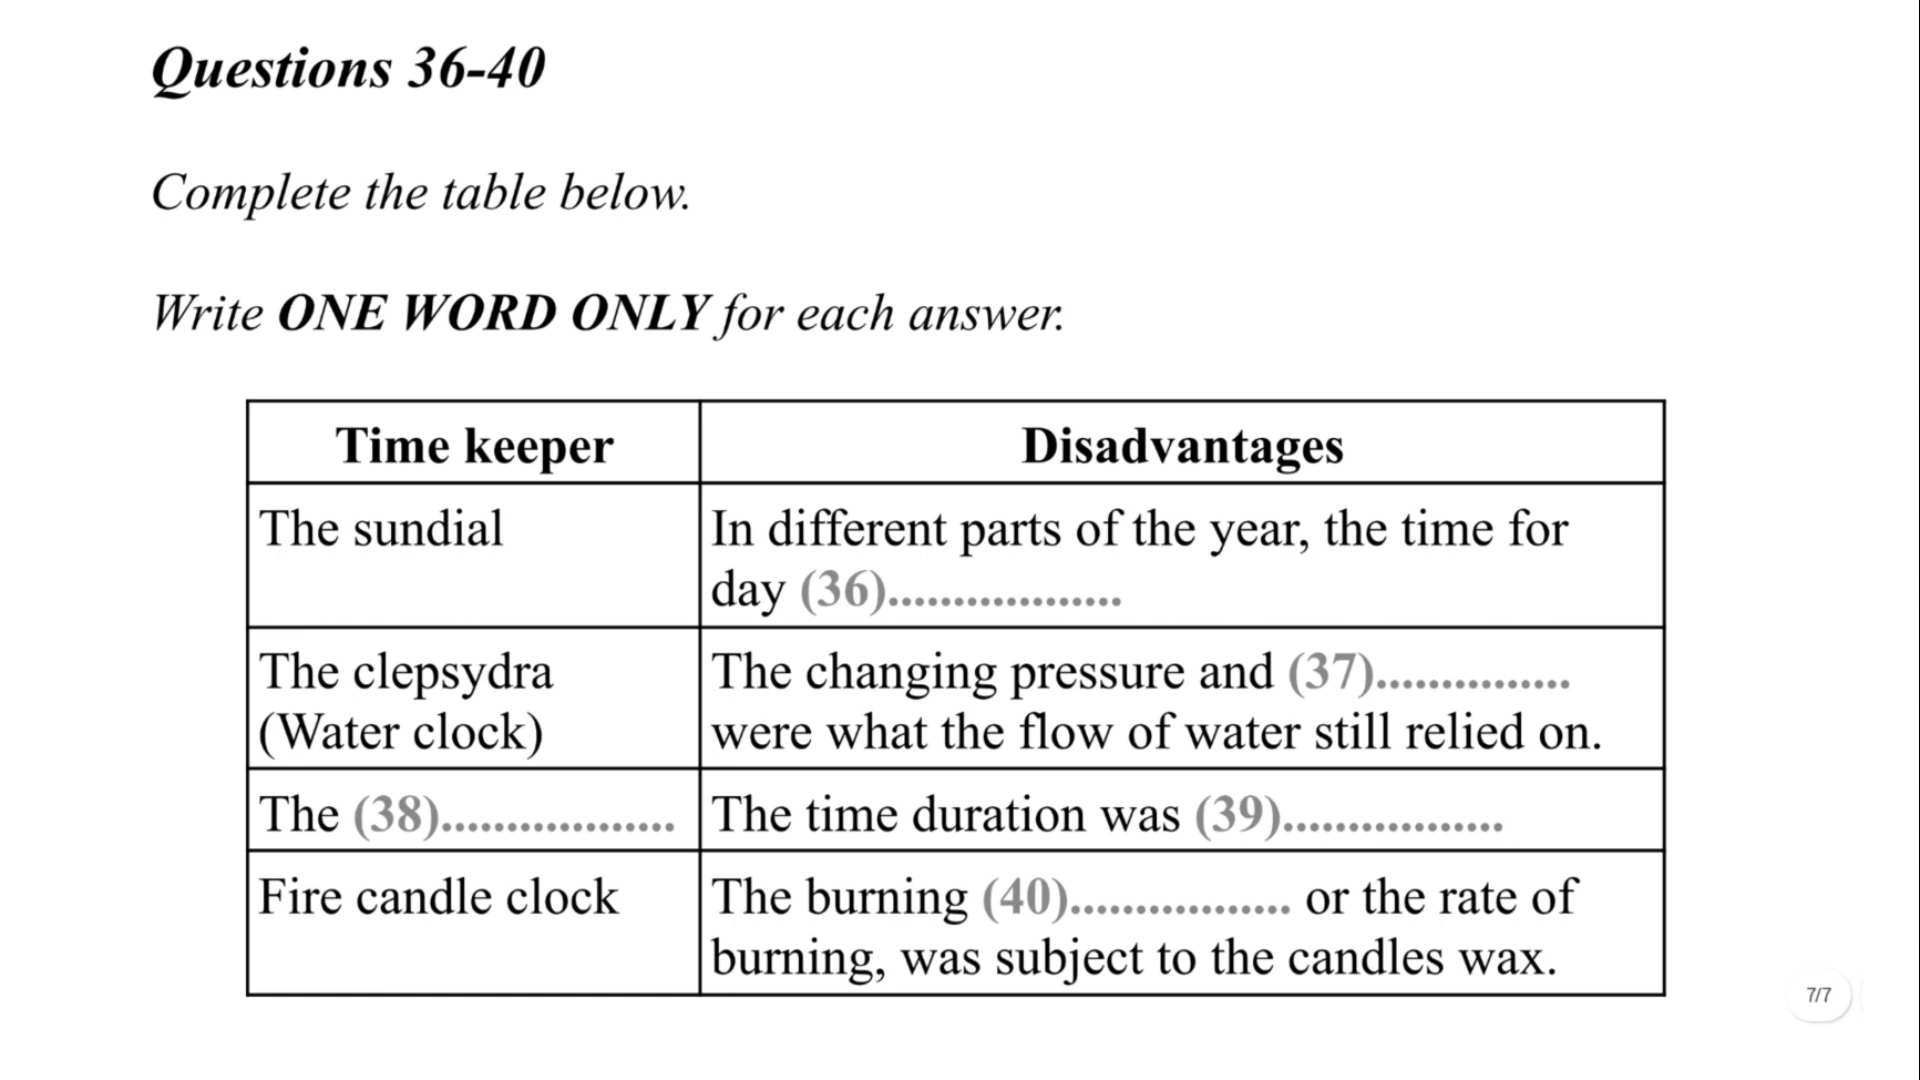 Questions 36-40
Complete the table below.
Write ONE WORD ONLY for each answer.
Time keeper Disadvantages
The sundial
In different parts of the year, the time for
day (36)..................
The clepsydra
(Water clock)
The changing pressure and (37)...............
were what the flow of water still relied on.
The (38)..................
The time duration was (39).................
Fire candle clock
The burning (40)................. or the rate of
burning, was subject to the candles wax.
7/7